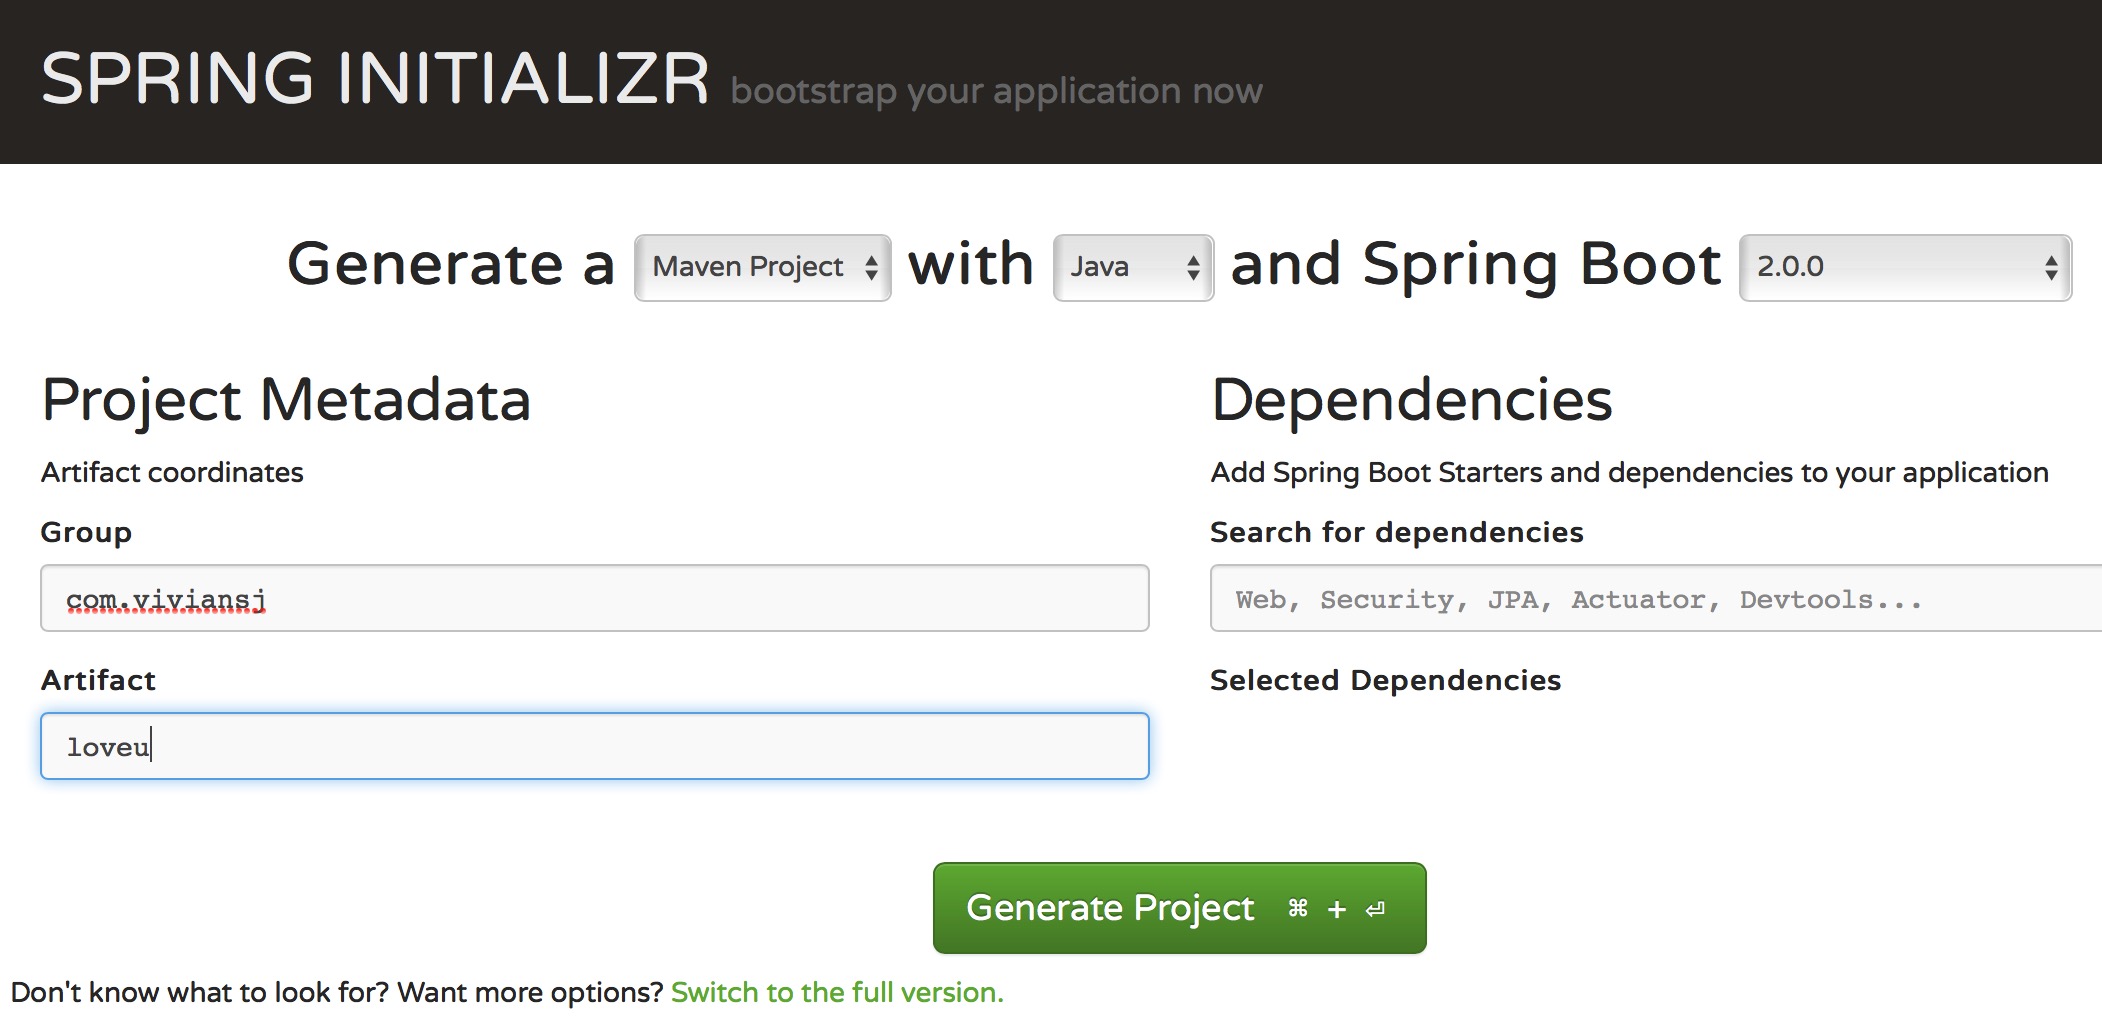 SPRING INITIALIZR bootstrap your application now
Generate a Maven Project with Java and Spring Boot 2.0.0
Project Metadata
Artifact coordinates
Group
com.viviansj
Artifact
loveu
Dependencies
Add Spring Boot Starters and dependencies to your application
Search for dependencies
Web, Security, JPA, Actuator, Devtools...
Selected Dependencies
Generate Project ⌘ + ⏎
Don't know what to look for? Want more options? Switch to the full version.